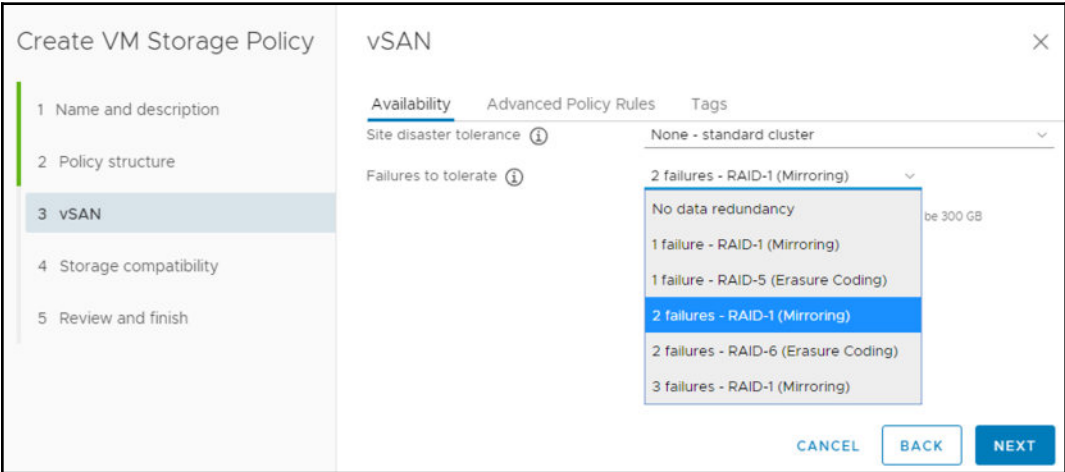 Create VM Storage Policy
1 Name and description
2 Policy structure
3 vSAN
4 Storage compatibility
5 Review and finish
vSAN
Availability Advanced Policy Rules Tags
Site disaster tolerance
None - standard cluster
Failures to tolerate
2 failures - RAID-1 (Mirroring)
be 300 GB
No data redundancy
1 failure - RAID-1 (Mirroring)
1 failure - RAID-5 (Erasure Coding)
2 failures - RAID-1 (Mirroring)
2 failures - RAID-6 (Erasure Coding)
3 failures - RAID-1 (Mirroring)
CANCEL BACK NEXT